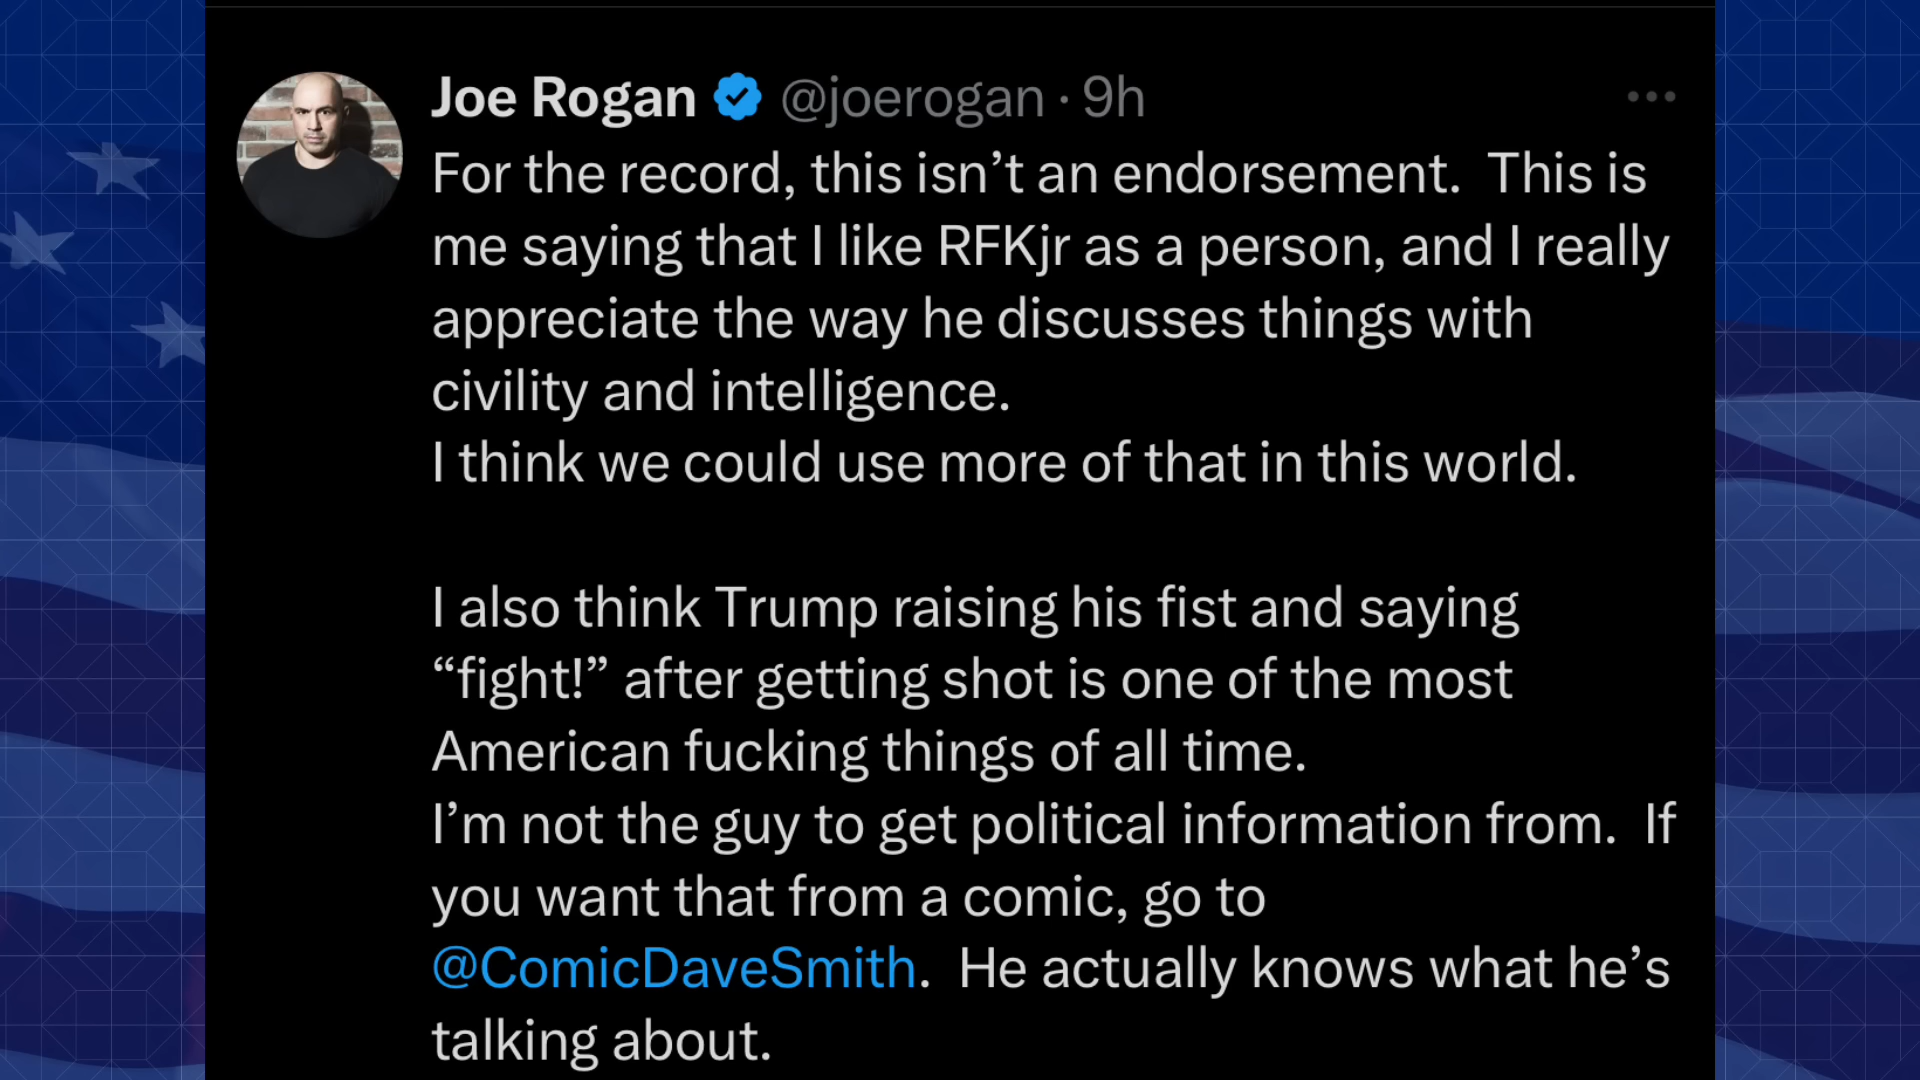 Joe Rogan @joerogan · 9h
For the record, this isn’t an endorsement.  This is
me saying that I like RFKjr as a person, and I really
appreciate the way he discusses things with
civility and intelligence.
I think we could use more of that in this world.
I also think Trump raising his fist and saying
“fight!” after getting shot is one of the most
American fucking things of all time.
I’m not the guy to get political information from.  If
you want that from a comic, go to
@ComicDaveSmith.  He actually knows what he’s
talking about.